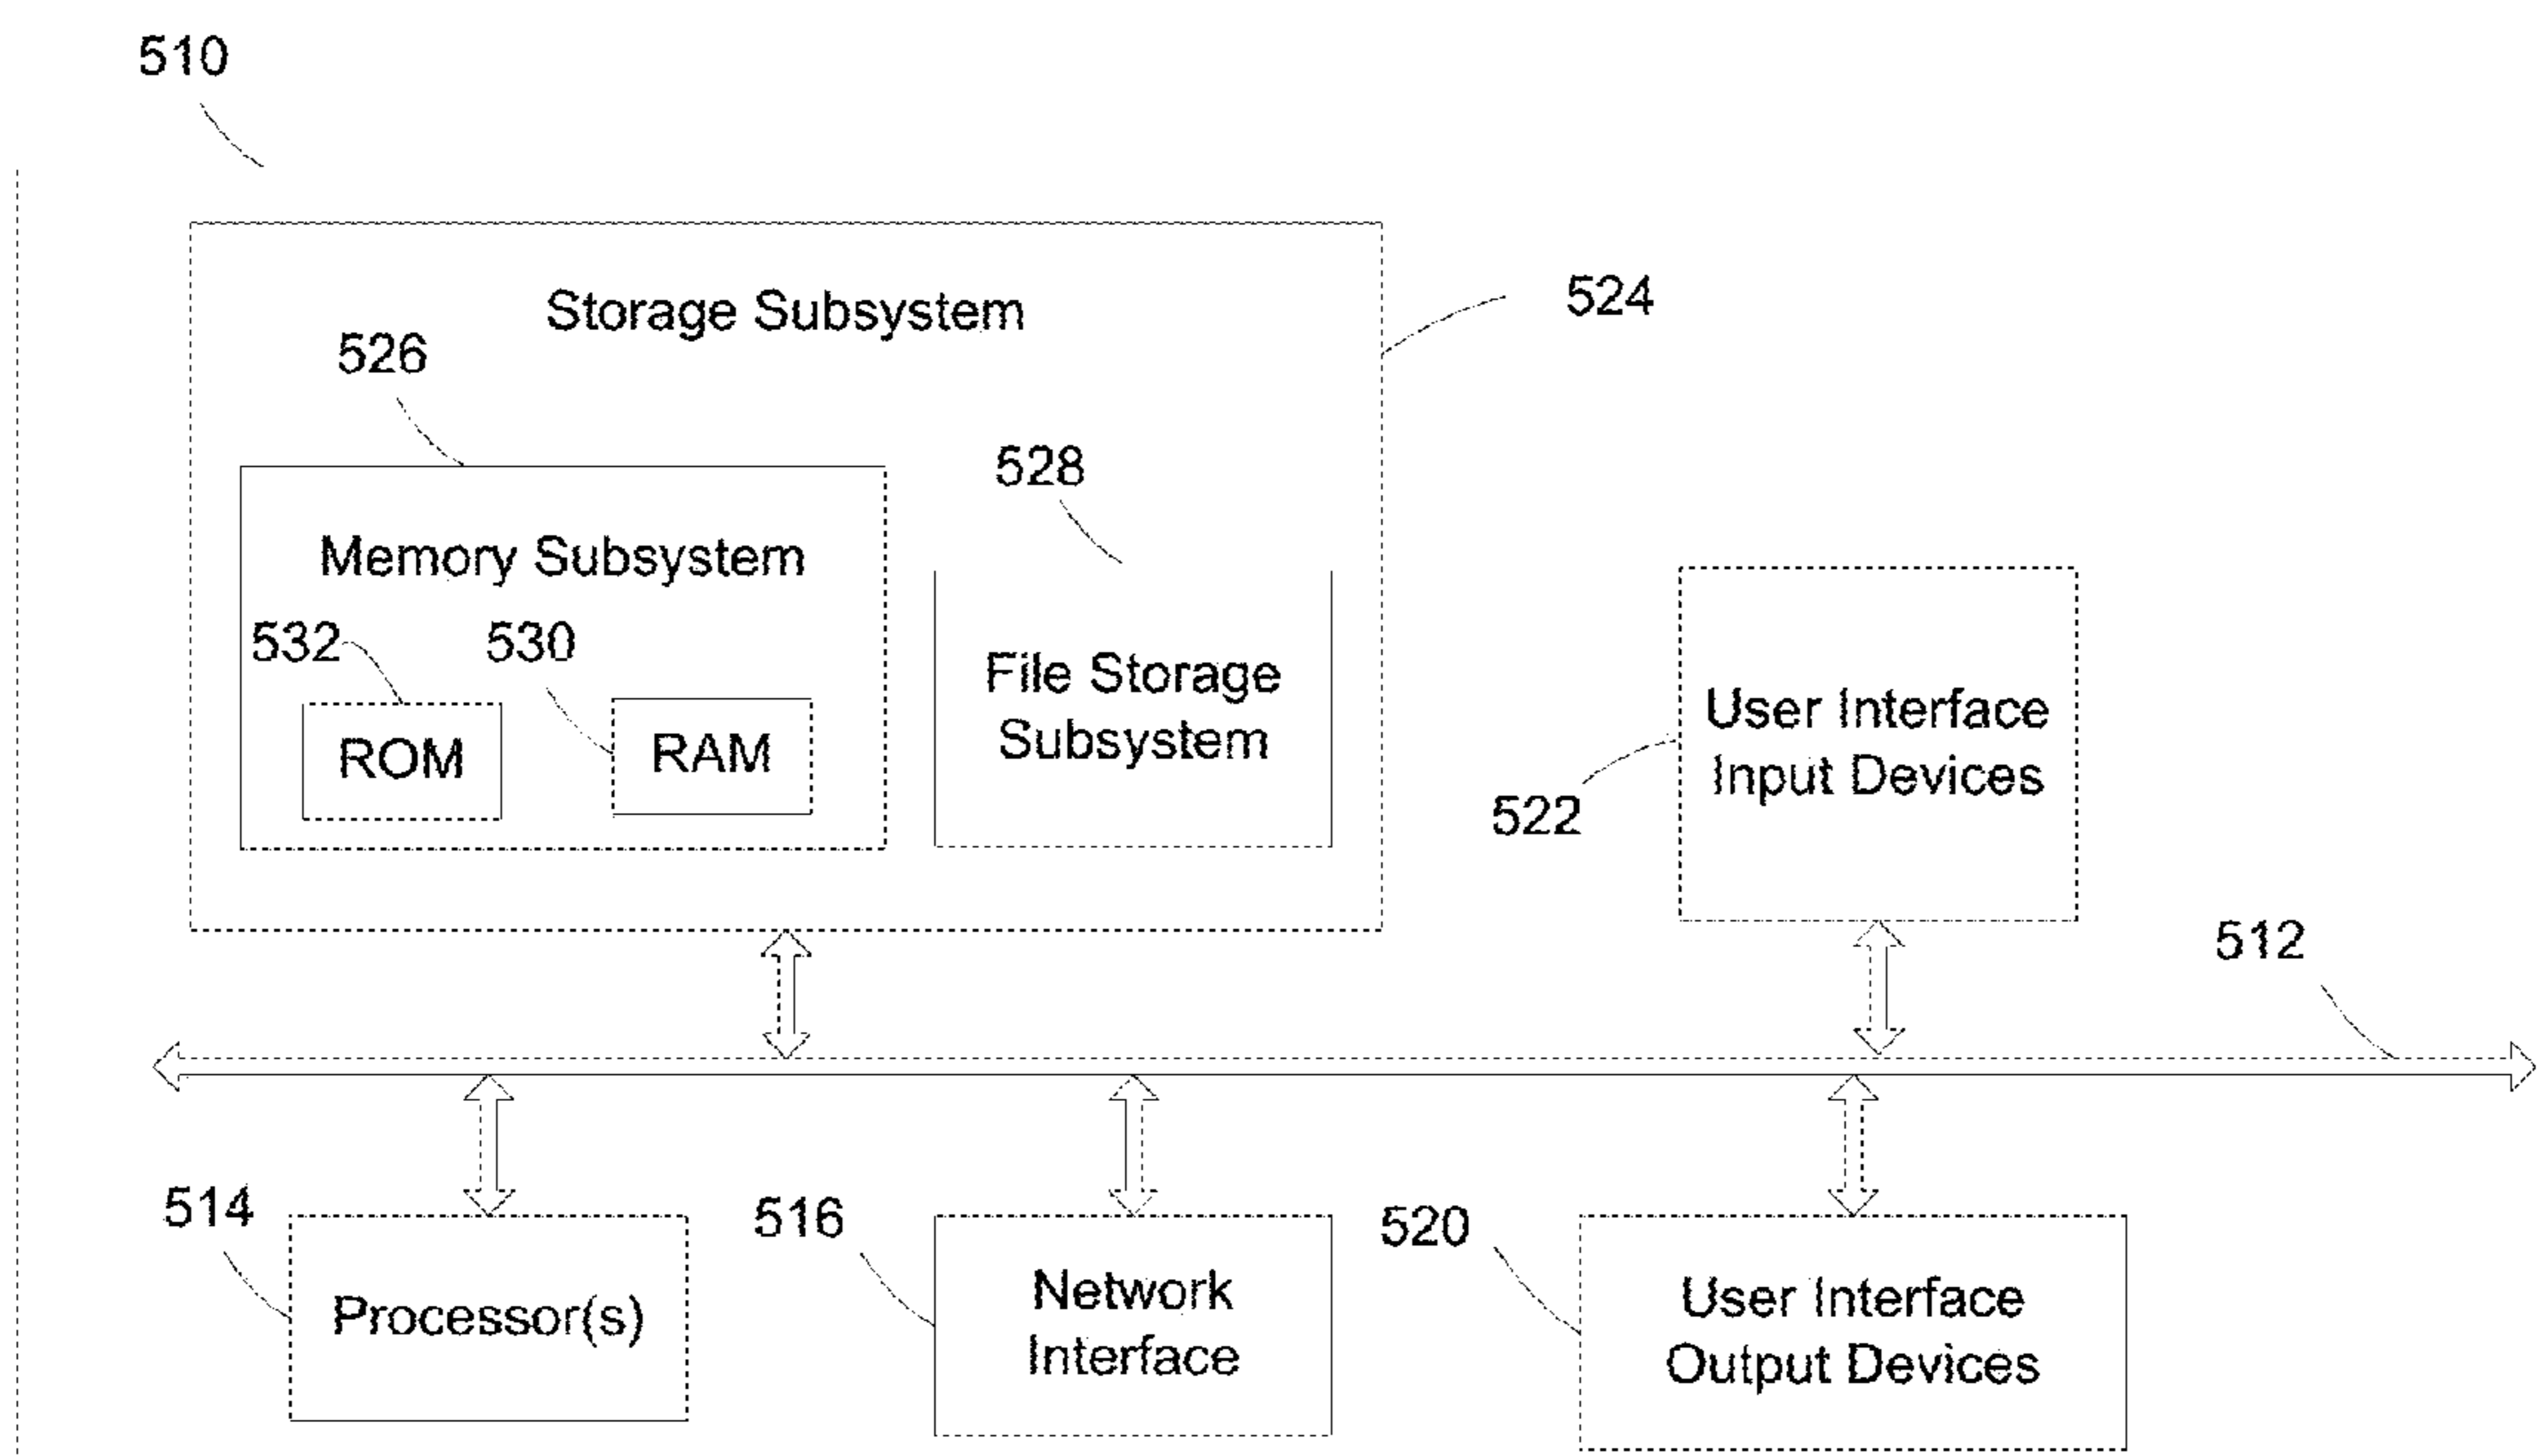 510
Storage Subsystem
524
526
528
Memory Subsystem
532
530
File Storage
Subsystem
ROM
RAM
User Interface
Input Devices
522
512
514
516
520
Processor(s)
Network
Interface
User Interface
Output Devices